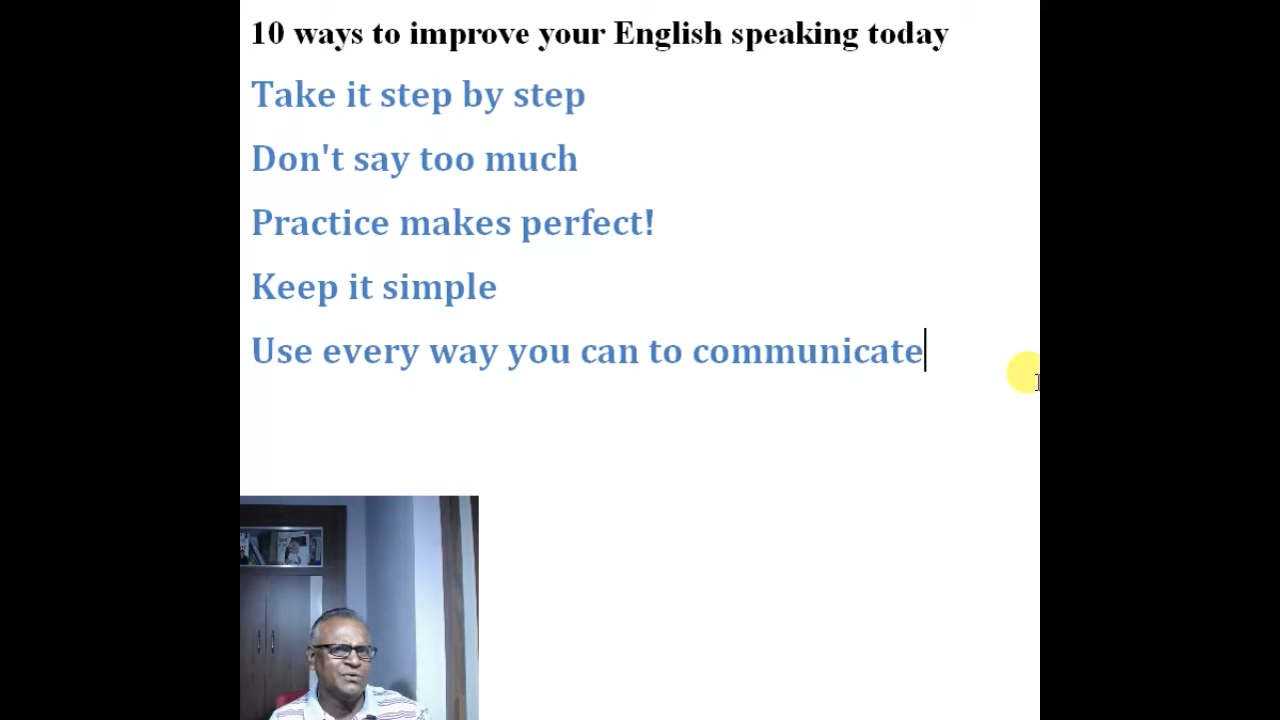 10 ways to improve your English speaking today
Take it step by step
Don't say too much
Practice makes perfect!
Keep it simple
Use every way you can to communicate